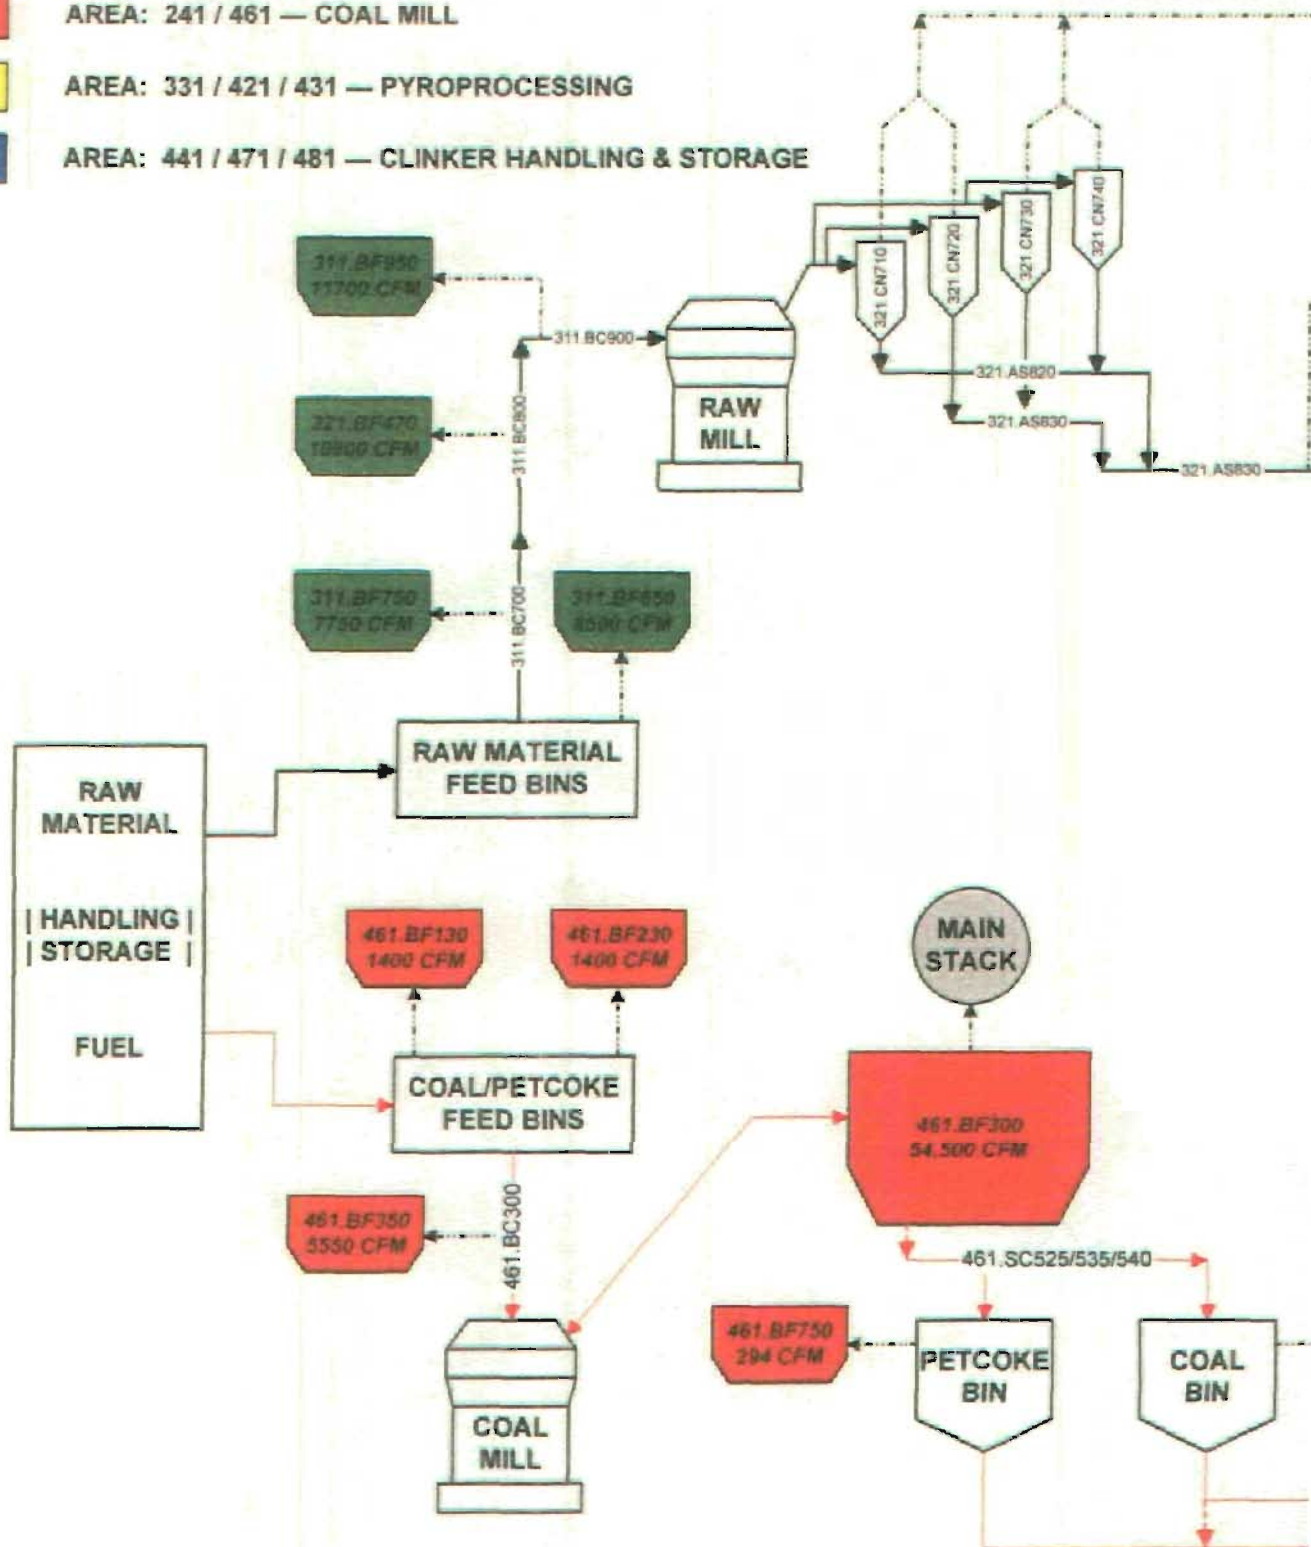 AREA: 241 / 461 — COAL MILL
AREA: 331 / 421 / 431 — PYROPROCESSING
AREA: 441 / 471 / 481 — CLINKER HANDLING & STORAGE
321.CN710
321.CN720
321.CN730
321.CN740
311.BF950
11700 CFM
311.BC900
321.AS820
321.AS830
321.AS830
RAW
MILL
321.BF470
CFM
311.BC800
311.BF750
7750 CFM
311.BC700
311.BF650
CFM
RAW MATERIAL
FEED BINS
RAW
MATERIAL
| HANDLING |
| STORAGE |
FUEL
461.BF130
1400 CFM
461.BF230
1400 CFM
COAL/PETCOKE
FEED BINS
MAIN
STACK
461.BF300
54,500 CFM
461.BF350
5550 CFM
461.BC300
461.SC525/535/540
COAL
MILL
461.BF750
294 CFM
PETCOKE
BIN
COAL
BIN